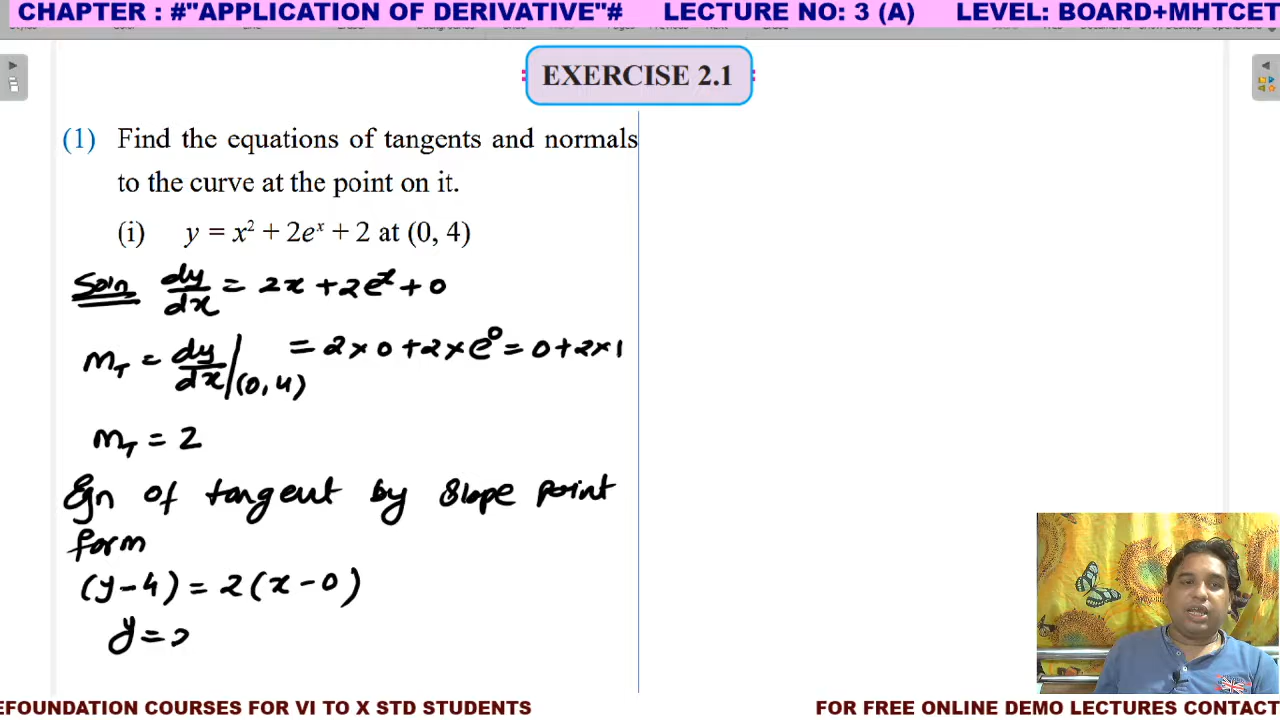 CHAPTER : #"APPLICATION OF DERIVATIVE"# LECTURE NO: 3 (A) LEVEL: BOARD+MHTCET
EXERCISE 2.1
(1) Find the equations of tangents and normals
to the curve at the point on it.
(i) y = x² + 2eˣ + 2 at (0, 4)
Soln dy/dx = 2x + 2eˣ + 0
m_T = dy/dx|(0, 4) = 2 × 0 + 2 × e⁰ = 0 + 2 × 1
m_T = 2
Eqn of tangent by slope point
form
(y - 4) = 2 (x - 0)
y =
EFOUNDATION COURSES FOR VI TO X STD STUDENTS FOR FREE ONLINE DEMO LECTURES CONTACT